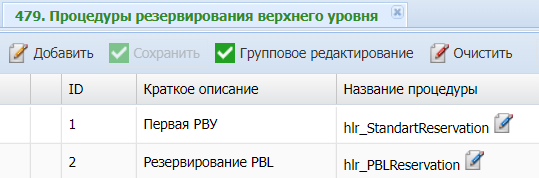 479. Процедуры резервирования верхнего уровня
Добавить Сохранить Групповое редактирование Очистить
ID Краткое описание Название процедуры
1 Первая РВУ hlr_StandartReservation
2 Резервирование PBL hlr_PBLReservation